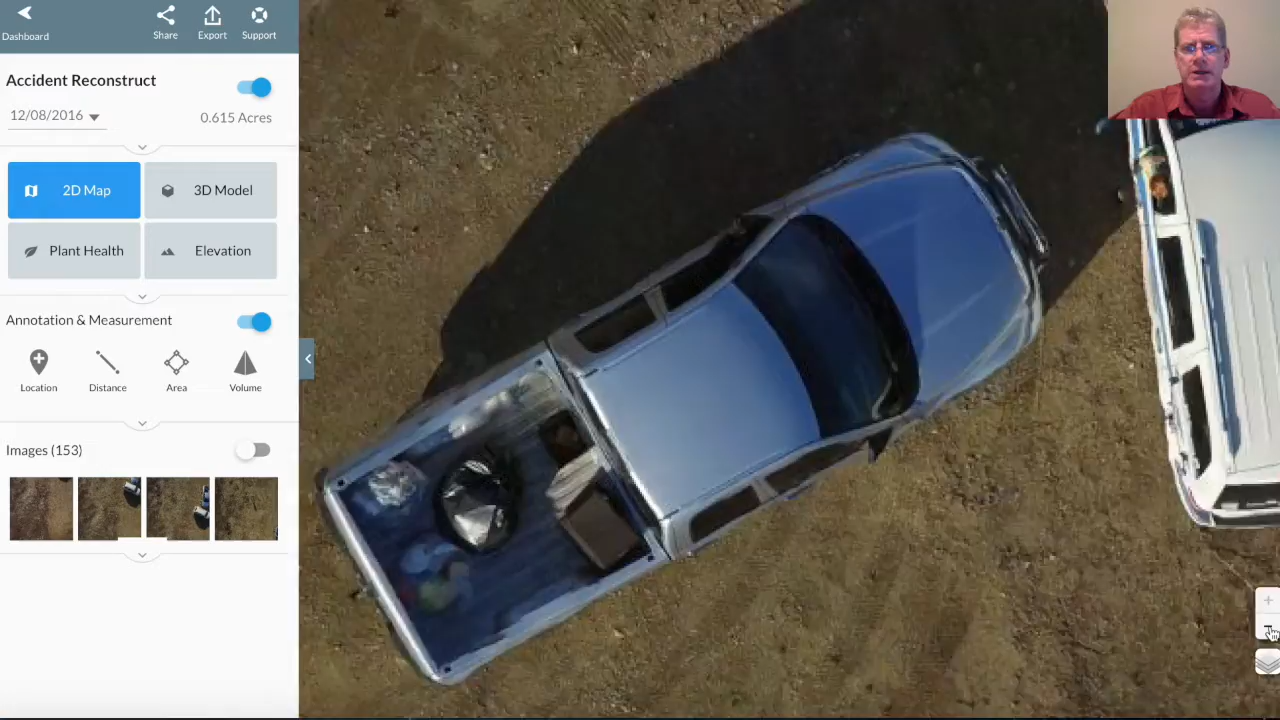 Dashboard
Share
Export
Support
Accident Reconstruct
12/08/2016
0.615 Acres
2D Map
3D Model
Plant Health
Elevation
Annotation & Measurement
Location
Distance
Area
Volume
Images (153)